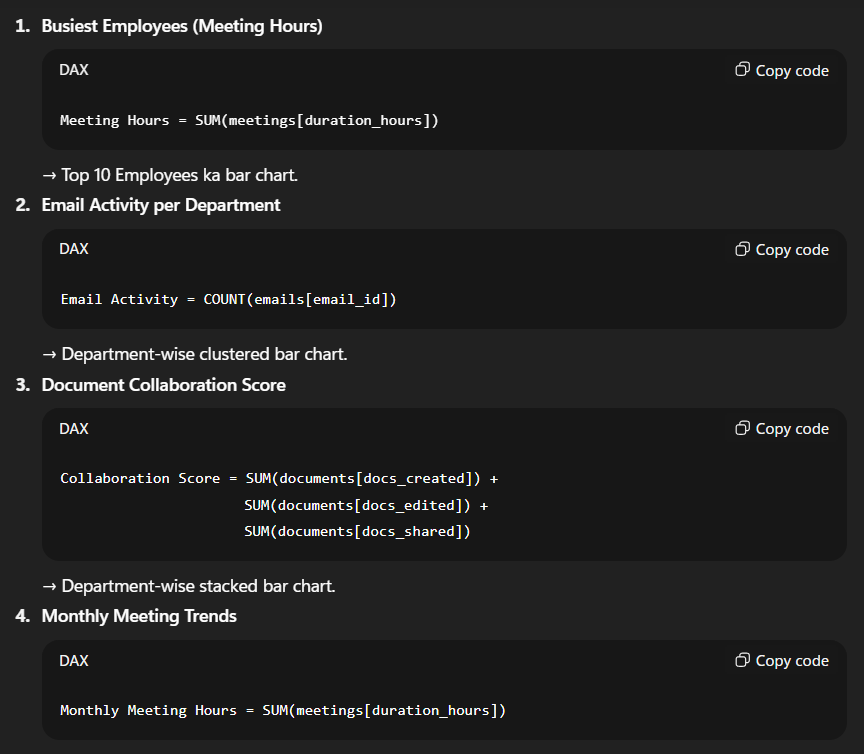 1. Busiest Employees (Meeting Hours)
DAX
Copy code
Meeting Hours = SUM(meetings[duration_hours])
→ Top 10 Employees ka bar chart.
2. Email Activity per Department
DAX
Copy code
Email Activity = COUNT(emails[email_id])
→ Department-wise clustered bar chart.
3. Document Collaboration Score
DAX
Copy code
Collaboration Score = SUM(documents[docs_created]) +
SUM(documents[docs_edited]) +
SUM(documents[docs_shared])
→ Department-wise stacked bar chart.
4. Monthly Meeting Trends
DAX
Copy code
Monthly Meeting Hours = SUM(meetings[duration_hours])